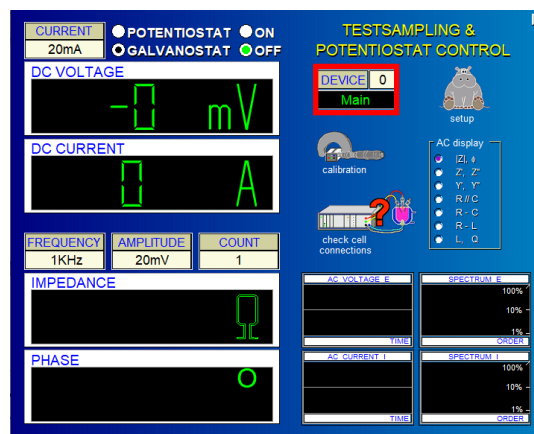 CURRENT
20mA
POTENTIOSTAT ON
GALVANOSTAT OFF
TESTSAMPLING &
POTENTIOSTAT CONTROL
DC VOLTAGE
-0 mV
DEVICE 0
Main
setup
DC CURRENT
0 A
calibration
AC display
|Z|, ϕ
Z', Z"
Y', Y"
R // C
R - C
R - L
L, Q
?
check cell
connections
FREQUENCY AMPLITUDE COUNT
1KHz 20mV 1
IMPEDANCE
Ω
PHASE
o
AC VOLTAGE E
TIME
SPECTRUM E
100%
10%
1%
ORDER
AC CURRENT I
TIME
SPECTRUM I
100%
10%
1%
ORDER